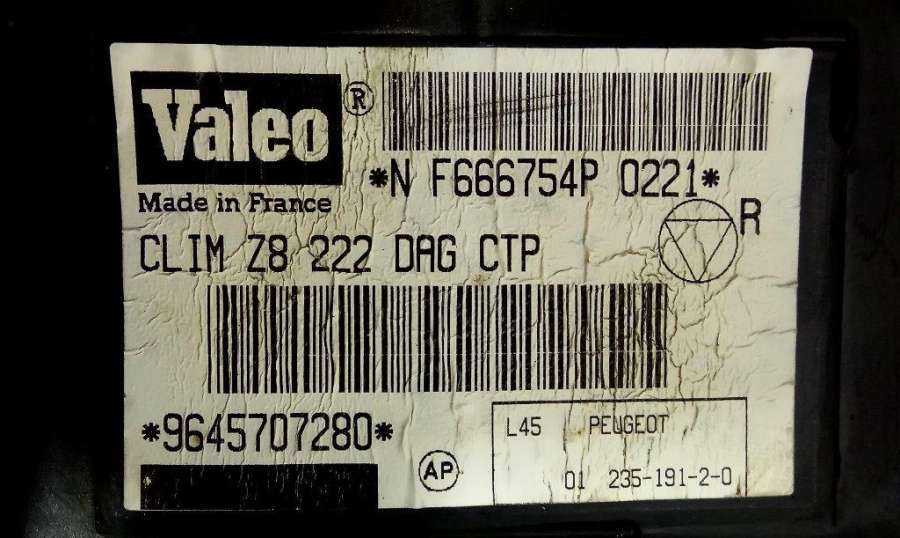 Valeo ®
*N F666754P 0221*
Made in France
R
CLIM Z8 222 DAG CTP
*9645707280*
L45 PEUGEOT
AP
01 235-191-2-0